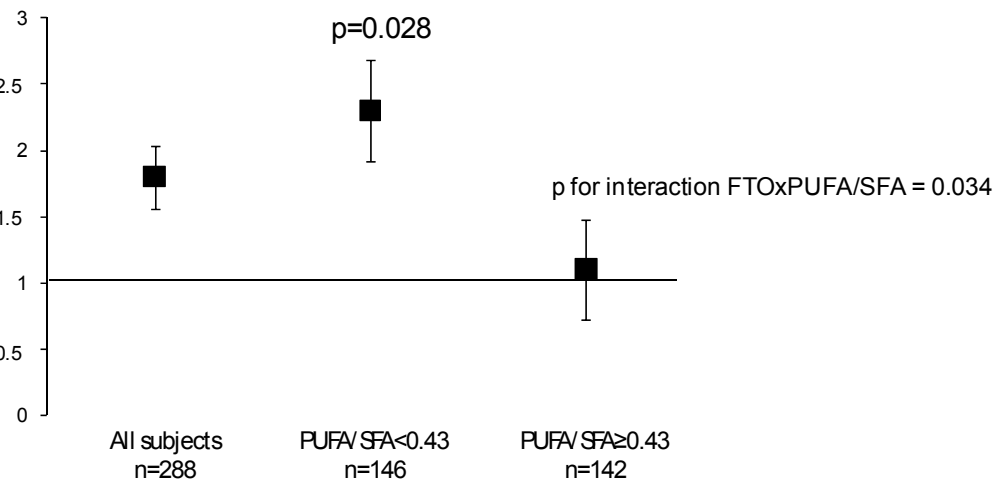 3
p=0.028
2.5
2
p for interaction FTOxPUFA/SFA = 0.034
1.5
1
0.5
0
All subjects PUFA/SFA<0.43 PUFA/SFA≥0.43
n=288 n=146 n=142